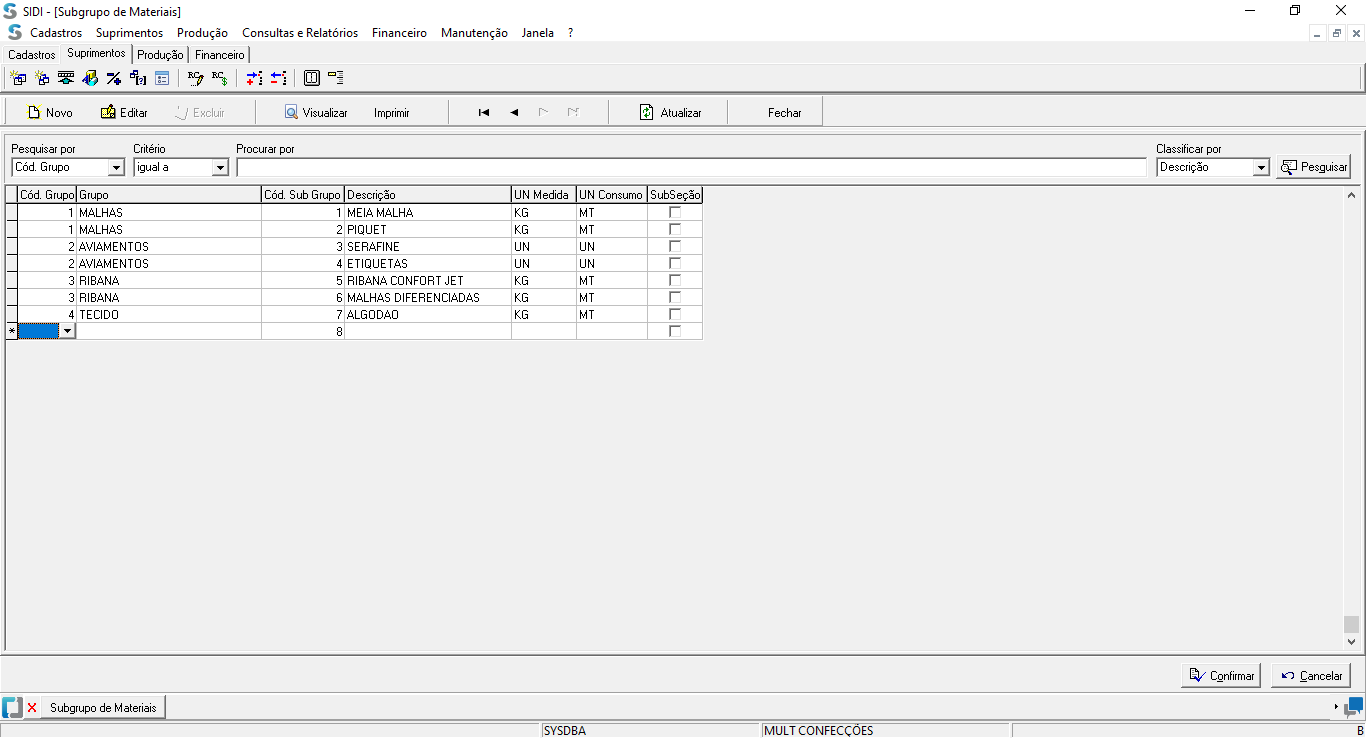 SIDI - [Subgrupo de Materiais]
Cadastros Suprimentos Produção Consultas e Relatórios Financeiro Manutenção Janela ?
Cadastros Suprimentos Produção Financeiro
Novo Editar Excluir Visualizar Imprimir Atualizar Fechar
Pesquisar por Critério Procurar por Classificar por
Cód. Grupo igual a Descrição Pesquisar
Cód. Grupo Grupo Cód. Sub Grupo Descrição UN Medida UN Consumo SubSeção
1 MALHAS 1 MEIA MALHA KG MT
1 MALHAS 2 PIQUET KG MT
2 AVIAMENTOS 3 SERAFINE UN UN
2 AVIAMENTOS 4 ETIQUETAS UN UN
3 RIBANA 5 RIBANA CONFORT JET KG MT
3 RIBANA 6 MALHAS DIFERENCIADAS KG MT
4 TECIDO 7 ALGODAO KG MT
* 8
Confirmar Cancelar
Subgrupo de Materiais
SYSDBA MULT CONFECÇÕES B